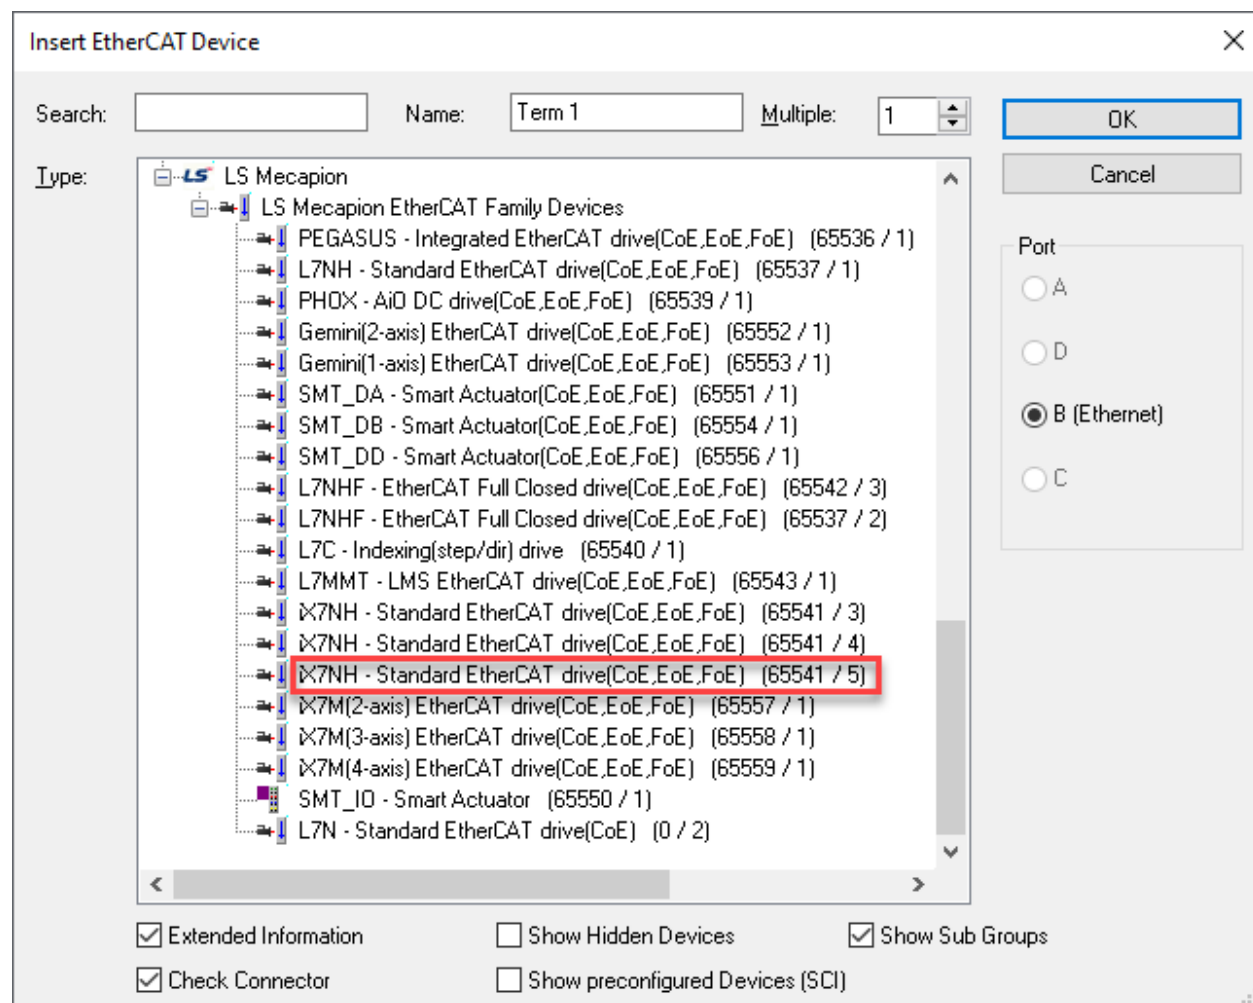 Insert EtherCAT Device
Search: Name: Term 1 Multiple: 1 OK
Type: LS LS Mecapion Cancel
LS Mecapion EtherCAT Family Devices
PEGASUS - Integrated EtherCAT drive(CoE,EoE,FoE) (65536 / 1)
Port
L7NH - Standard EtherCAT drive(CoE,EoE,FoE) (65537 / 1)
A
PHOX - AiO DC drive(CoE,EoE,FoE) (65539 / 1)
Gemini(2-axis) EtherCAT drive(CoE,EoE,FoE) (65552 / 1)
D
Gemini(1-axis) EtherCAT drive(CoE,EoE,FoE) (65553 / 1)
SMT_DA - Smart Actuator(CoE,EoE,FoE) (65551 / 1)
B (Ethernet)
SMT_DB - Smart Actuator(CoE,EoE,FoE) (65554 / 1)
SMT_DD - Smart Actuator(CoE,EoE,FoE) (65556 / 1)
C
L7NHF - EtherCAT Full Closed drive(CoE,EoE,FoE) (65542 / 3)
L7NHF - EtherCAT Full Closed drive(CoE,EoE,FoE) (65537 / 2)
L7C - Indexing(step/dir) drive (65540 / 1)
L7MMT - LMS EtherCAT drive(CoE,EoE,FoE) (65543 / 1)
iX7NH - Standard EtherCAT drive(CoE,EoE,FoE) (65541 / 3)
iX7NH - Standard EtherCAT drive(CoE,EoE,FoE) (65541 / 4)
iX7NH - Standard EtherCAT drive(CoE,EoE,FoE) (65541 / 5)
iX7M(2-axis) EtherCAT drive(CoE,EoE,FoE) (65557 / 1)
iX7M(3-axis) EtherCAT drive(CoE,EoE,FoE) (65558 / 1)
iX7M(4-axis) EtherCAT drive(CoE,EoE,FoE) (65559 / 1)
SMT_IO - Smart Actuator (65550 / 1)
L7N - Standard EtherCAT drive(CoE) (0 / 2)
Extended Information Show Hidden Devices Show Sub Groups
Check Connector Show preconfigured Devices (SCI)